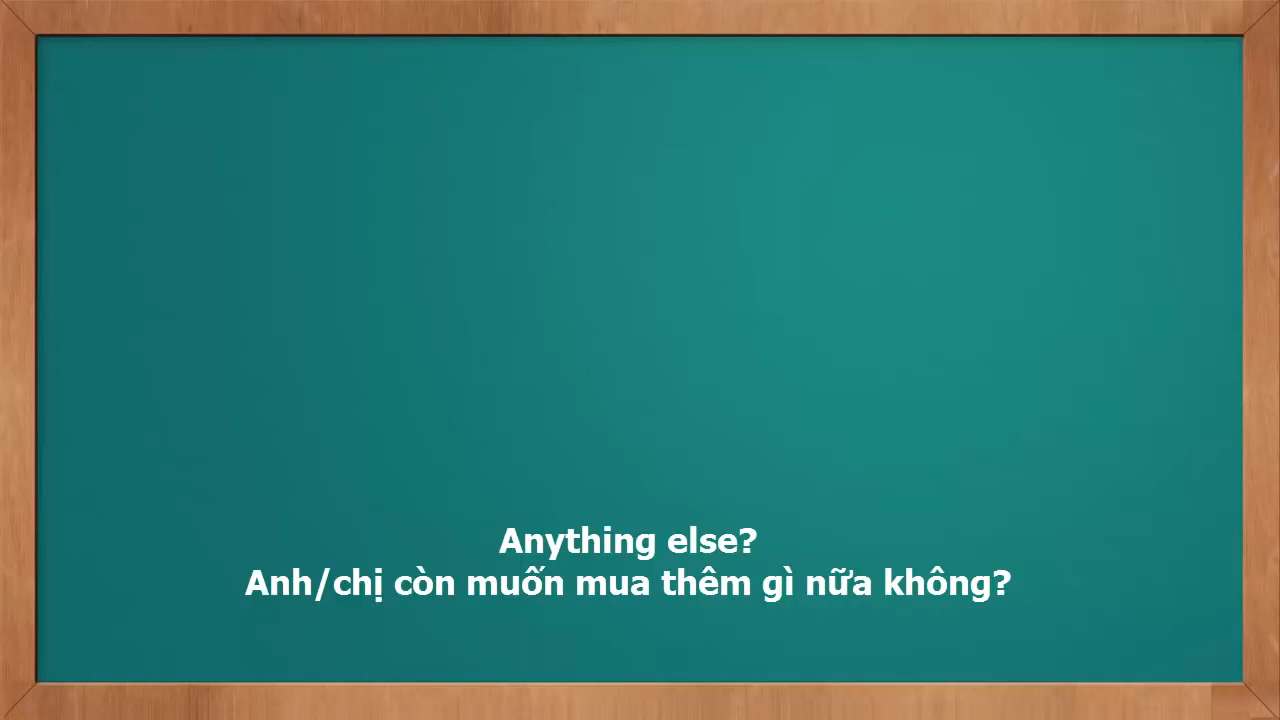 Anything else?
Anh/chị còn muốn mua thêm gì nữa không?